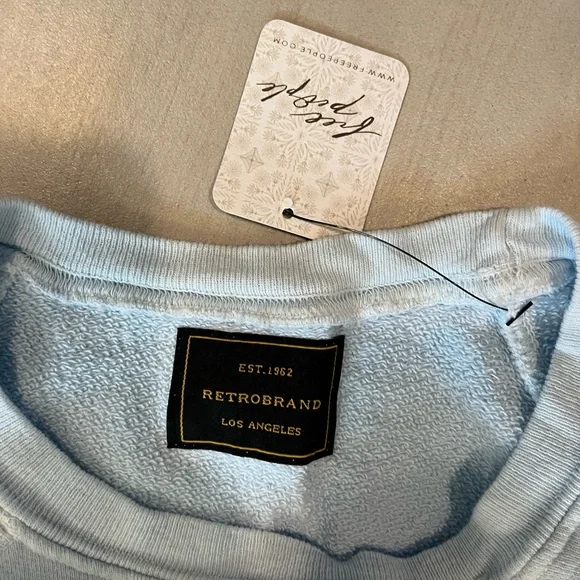 WWW.FREEPEOPLE.COM
free
people
EST.1962
RETROBRAND
LOS ANGELES